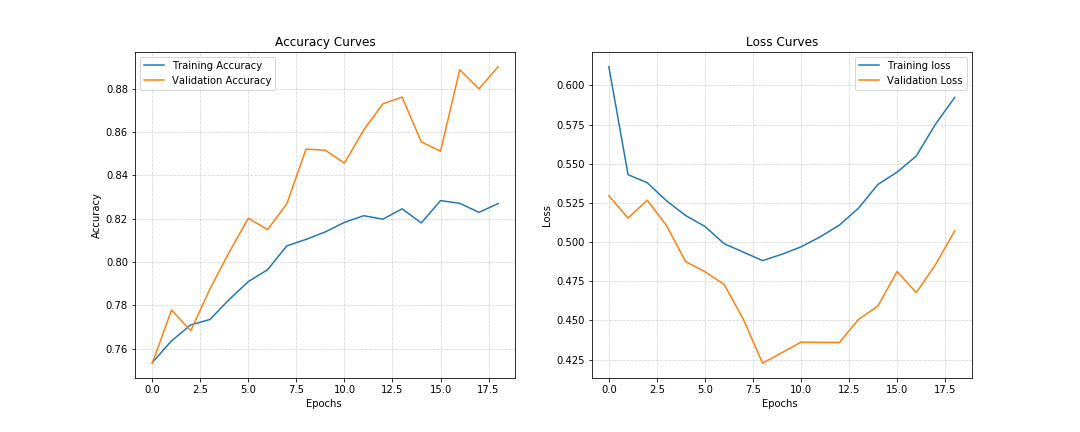 Accuracy Curves
Training Accuracy
Validation Accuracy
0.88
0.86
0.84
0.82
0.80
0.78
0.76
Accuracy
0.0 2.5 5.0 7.5 10.0 12.5 15.0 17.5
Epochs
Loss Curves
Training loss
Validation Loss
0.600
0.575
0.550
0.525
0.500
0.475
0.450
0.425
Loss
0.0 2.5 5.0 7.5 10.0 12.5 15.0 17.5
Epochs